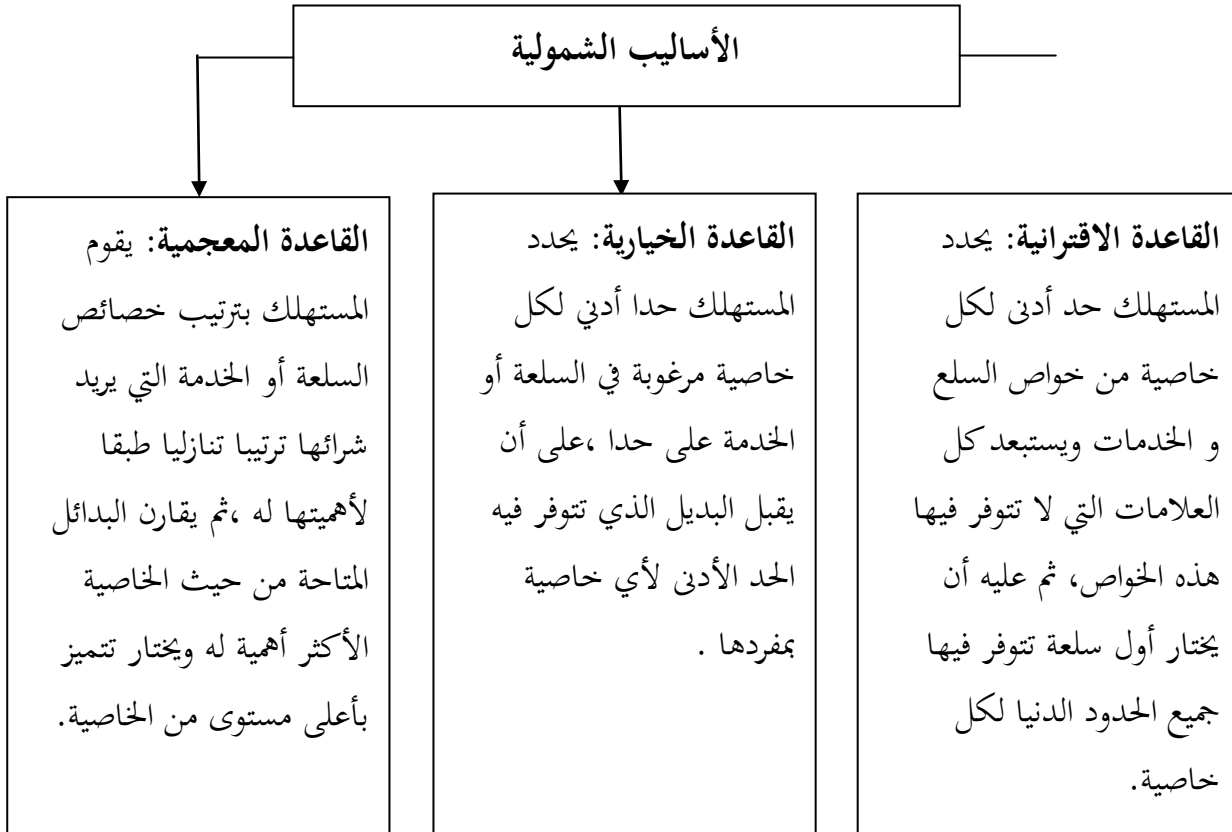 الأساليب الشمولية
القاعدة الاقترانية: يحدد
المستهلك حد أدنى لكل
خاصية من خواص السلع
و الخدمات ويستبعد كل
العلامات التي لا تتوفر فيها
هذه الخواص، ثم عليه أن
يختار أول سلعة تتوفر فيها
جميع الحدود الدنيا لكل
خاصية.
القاعدة الخيارية: يحدد
المستهلك حدا أدني لكل
خاصية مرغوبة في السلعة أو
الخدمة على حدا ،على أن
يقبل البديل الذي تتوفر فيه
الحد الأدنى لأي خاصية
بمفردها .
القاعدة المعجمية: يقوم
المستهلك بترتيب خصائص
السلعة أو الخدمة التي يريد
شرائها ترتيبا تنازليا طبقا
لأهميتها له ،ثم يقارن البدائل
المتاحة من حيث الخاصية
الأكثر أهمية له ويختار تتميز
بأعلى مستوى من الخاصية.